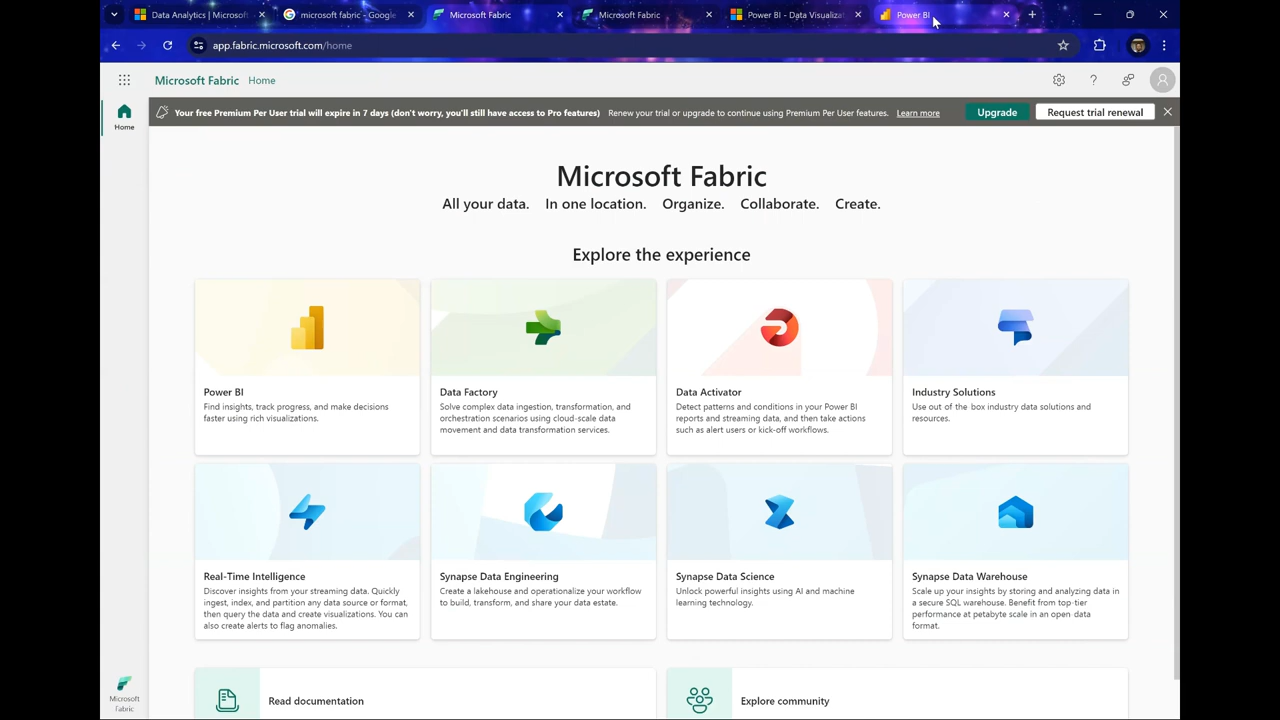 Data Analytics | Microsof
microsoft fabric - Google
Microsoft Fabric
Microsoft Fabric
Power BI - Data Visualizat
Power BI
app.fabric.microsoft.com/home
Microsoft Fabric Home
Your free Premium Per User trial will expire in 7 days (don't worry, you'll still have access to Pro features) Renew your trial or upgrade to continue using Premium Per User features. Learn more
Upgrade
Request trial renewal
Home
Microsoft Fabric
All your data. In one location. Organize. Collaborate. Create.
Explore the experience
Power BI
Find insights, track progress, and make decisions
faster using rich visualizations.
Data Factory
Solve complex data ingestion, transformation, and
orchestration scenarios using cloud-scale data
movement and data transformation services.
Data Activator
Detect patterns and conditions in your Power BI
reports and streaming data, and then take actions
such as alert users or kick-off workflows.
Industry Solutions
Use out of the box industry data solutions and
resources.
Real-Time Intelligence
Discover insights from your streaming data. Quickly
ingest, index, and partition any data source or format,
then query the data and create visualizations. You can
also create alerts to flag anomalies.
Synapse Data Engineering
Create a lakehouse and operationalize your workflow
to build, transform, and share your data estate.
Synapse Data Science
Unlock powerful insights using AI and machine
learning technology.
Synapse Data Warehouse
Scale up your insights by storing and analyzing data in
a secure SQL warehouse. Benefit from top-tier
performance at petabyte scale in an open data
format.
Read documentation
Explore community
Microsoft
Fabric